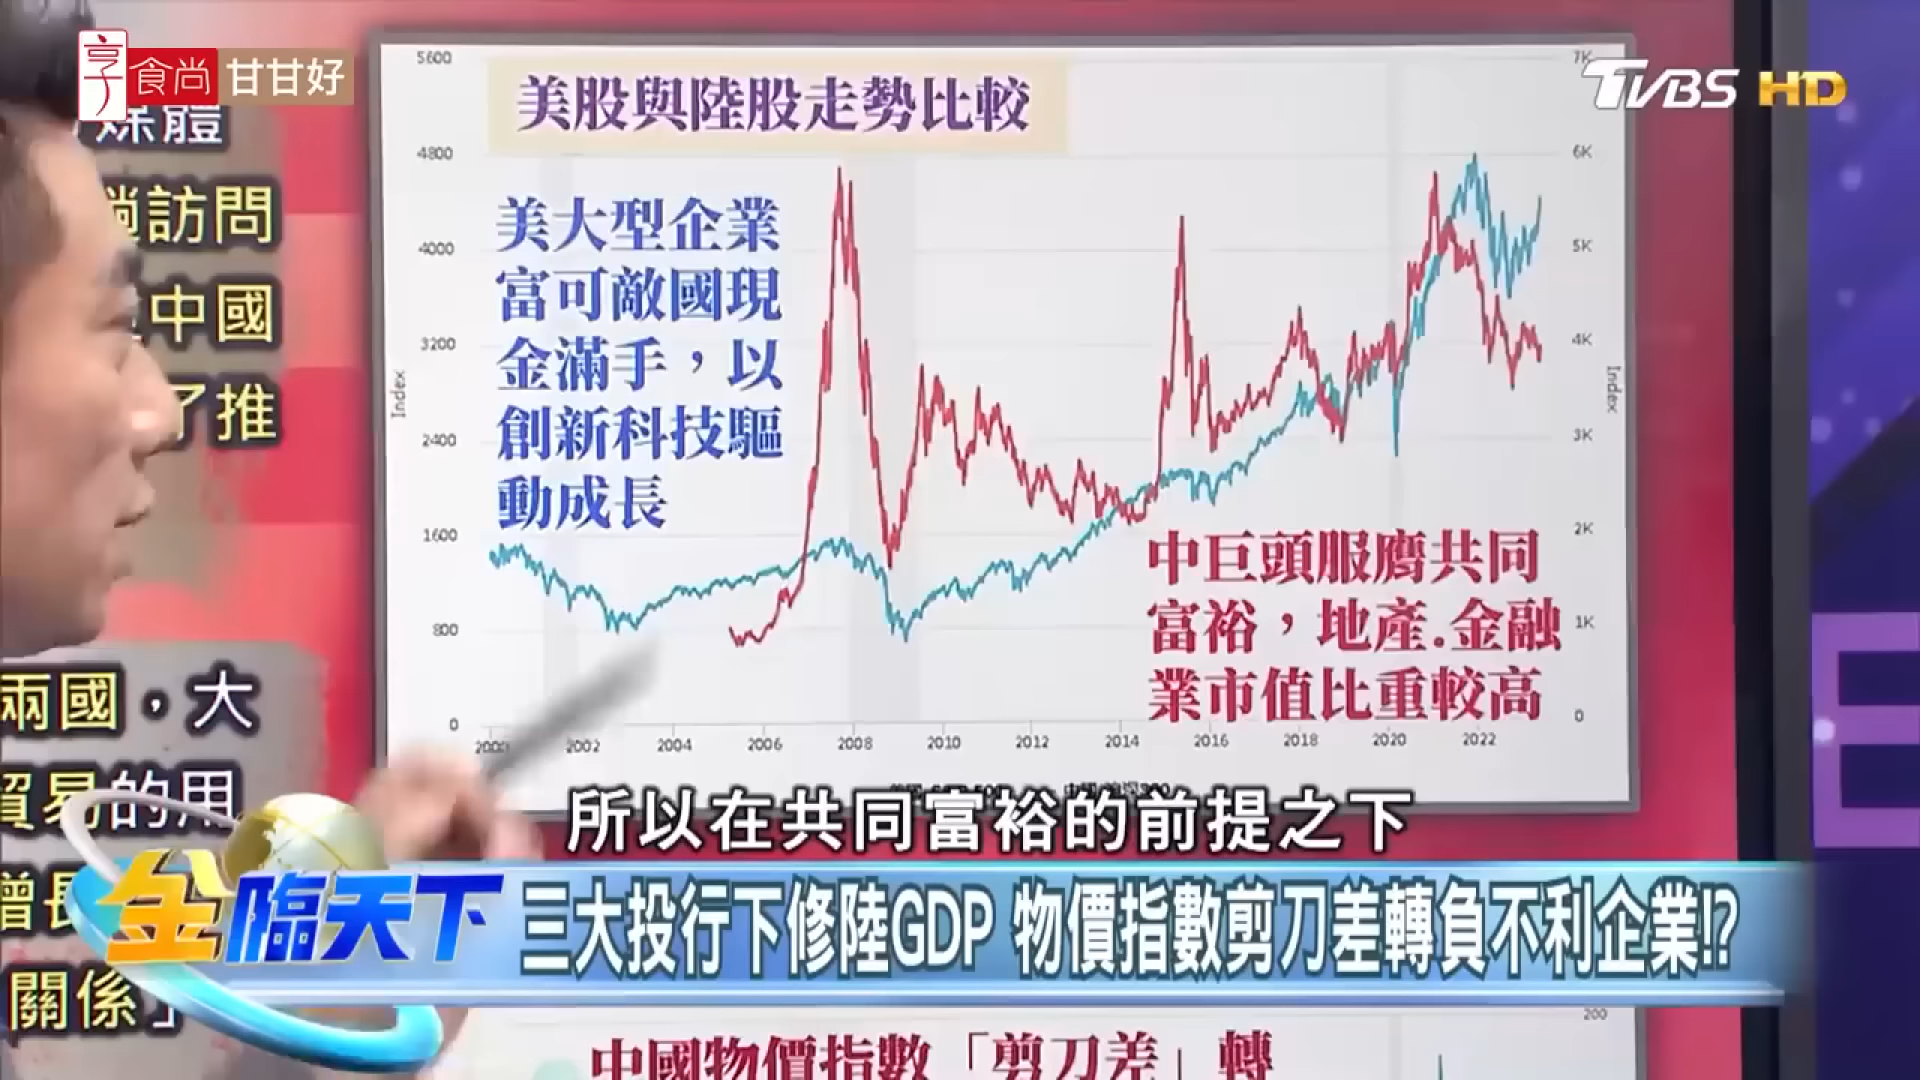 享
食尚
甘甘好
TVBS HD
媒體
訪問
中國
了推
兩國，大
貿易的用
增長
關係」
美股與陸股走勢比較
美大型企業
富可敵國現
金滿手，以
創新科技驅
動成長
中巨頭服膺共同
富裕，地產.金融
業市值比重較高
5600
4800
4000
3200
2400
1600
800
0
Index
7K
6K
5K
4K
3K
2K
1K
0
Index
2000
2002
2004
2006
2008
2010
2012
2014
2016
2018
2020
2022
所以在共同富裕的前提之下
金臨天下
三大投行下修陸GDP 物價指數剪刀差轉負不利企業!?
200
中國物價指數「剪刀差」轉